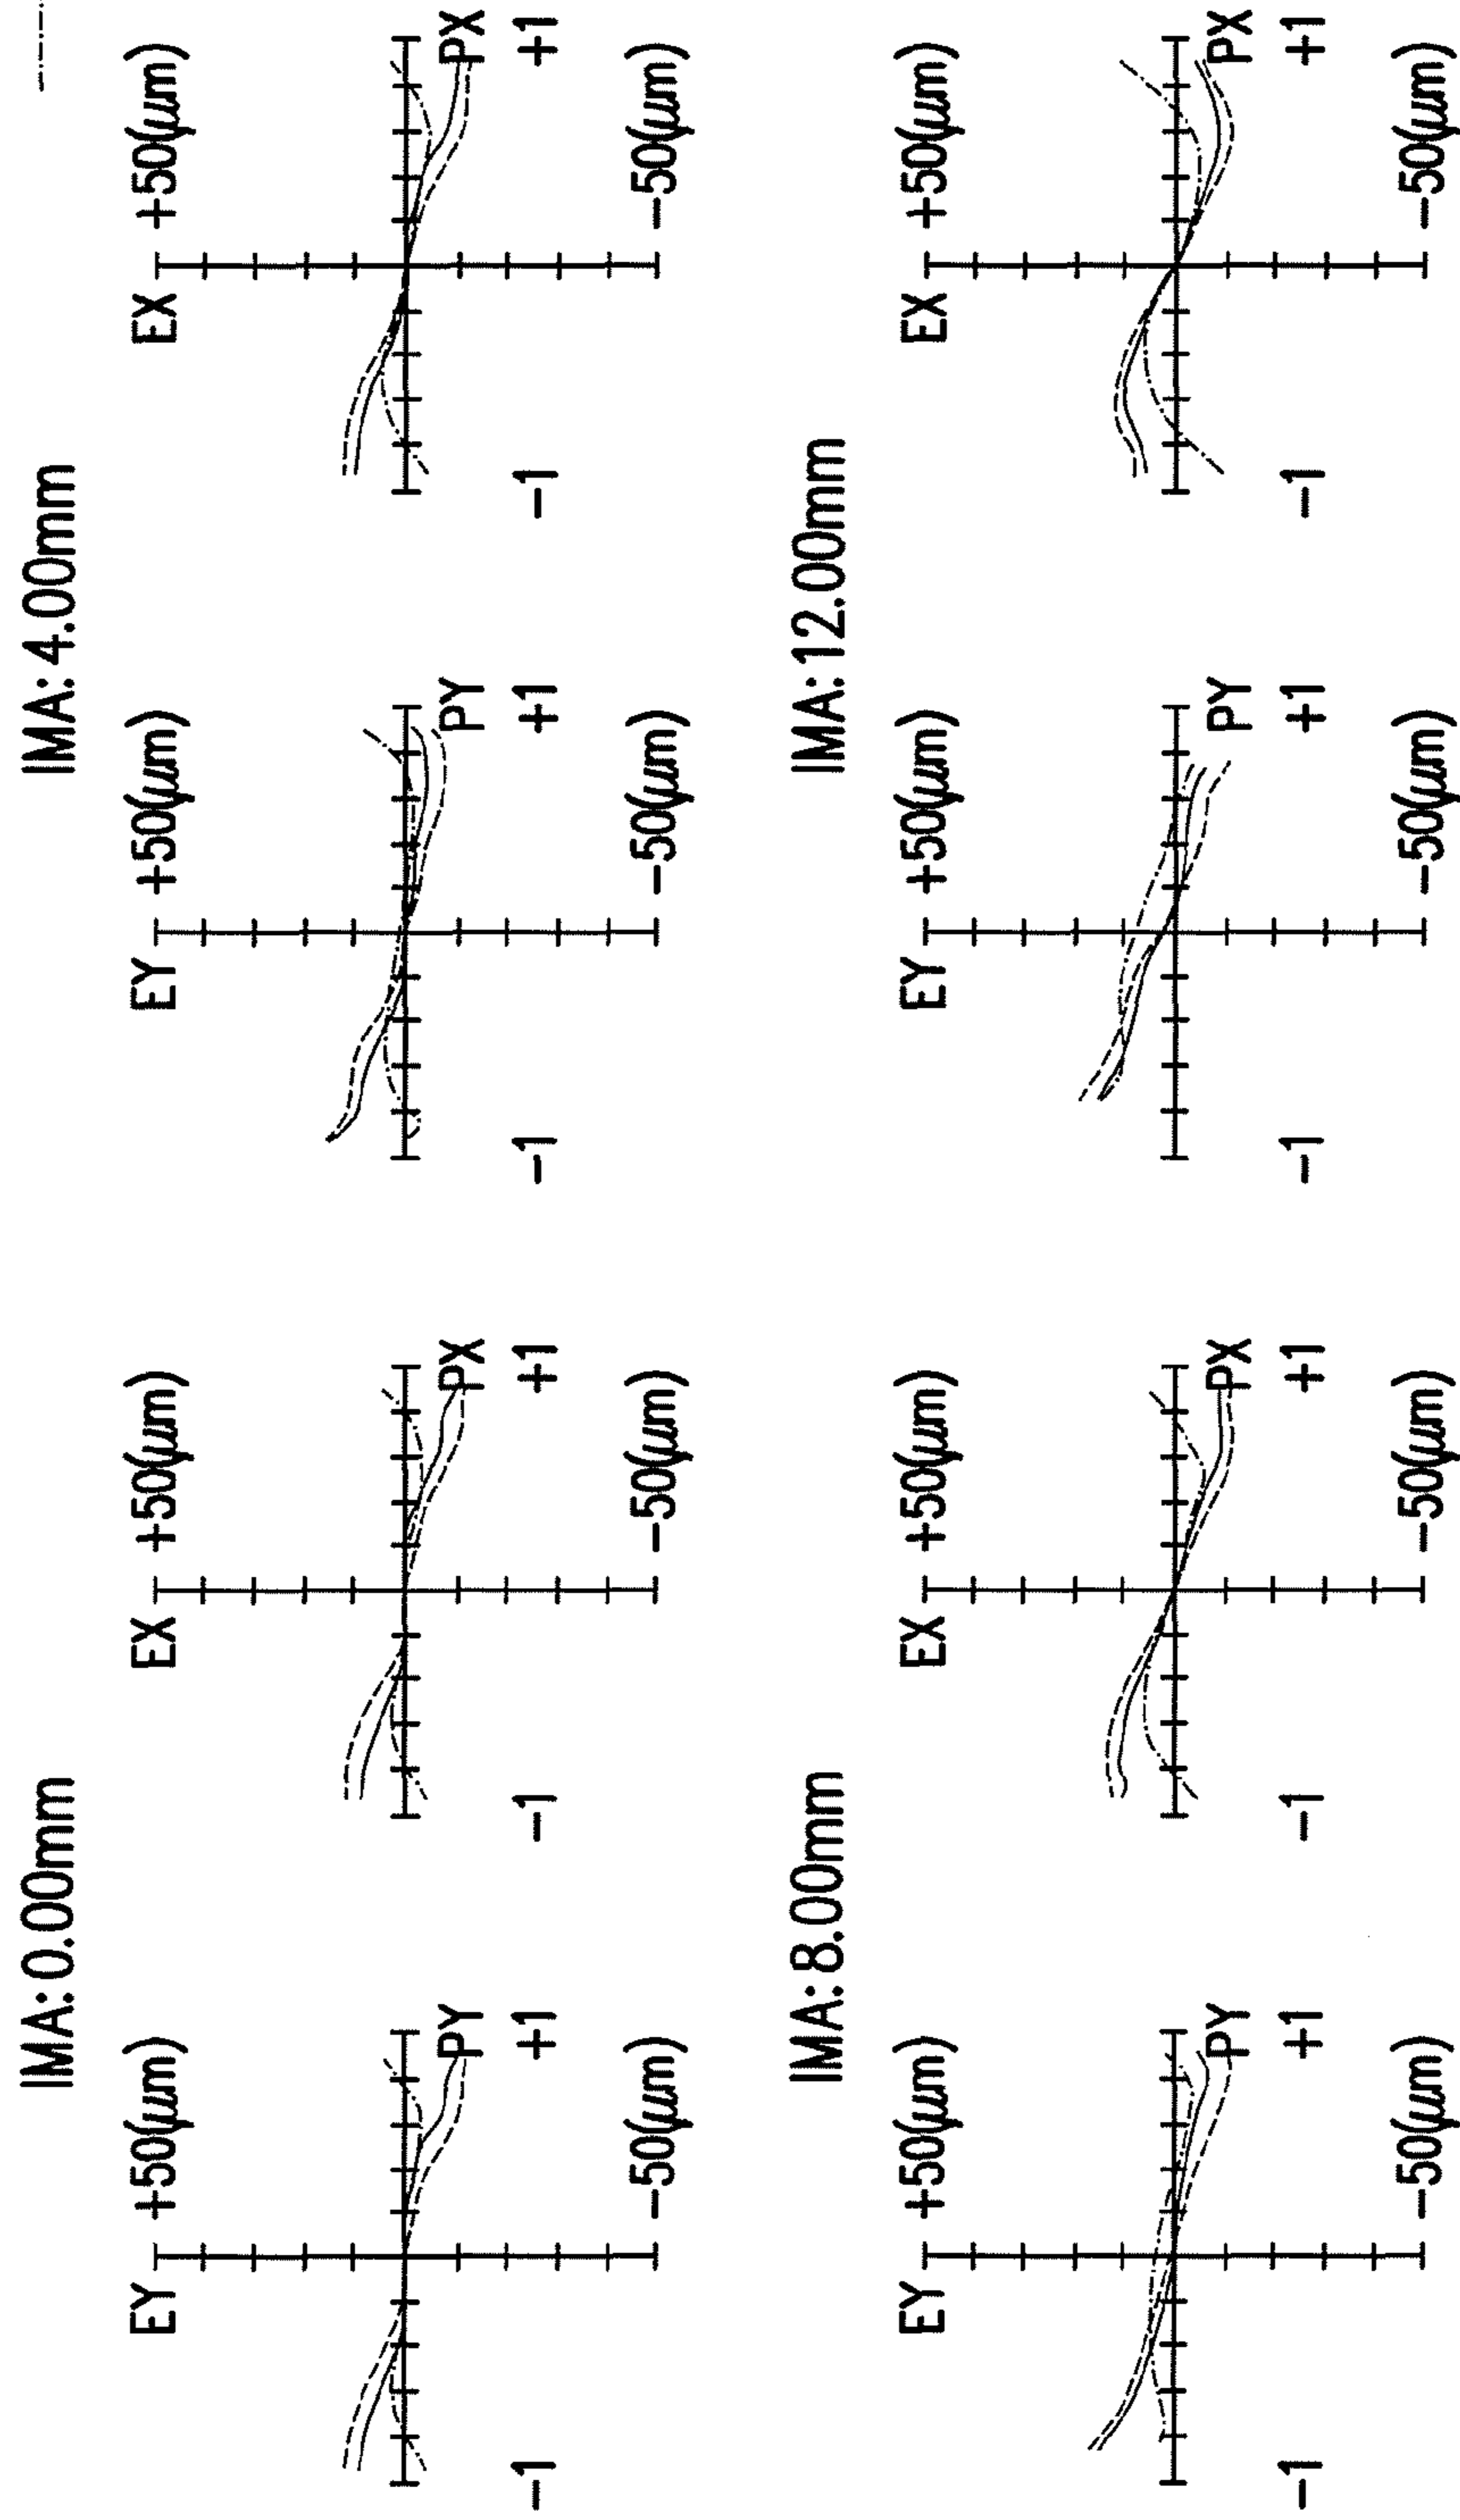 IMA: 0.00mm
EY +50(μm)
PY
-1 +1
-50(μm)
EX +50(μm)
PX
-1 +1
-50(μm)
IMA: 4.00mm
EY +50(μm)
PY
-1 +1
-50(μm)
EX +50(μm)
PX
-1 +1
-50(μm)
IMA: 8.00mm
EY +50(μm)
PY
-1 +1
-50(μm)
EX +50(μm)
PX
-1 +1
-50(μm)
IMA: 12.00mm
EY +50(μm)
PY
-1 +1
-50(μm)
EX +50(μm)
PX
-1 +1
-50(μm)